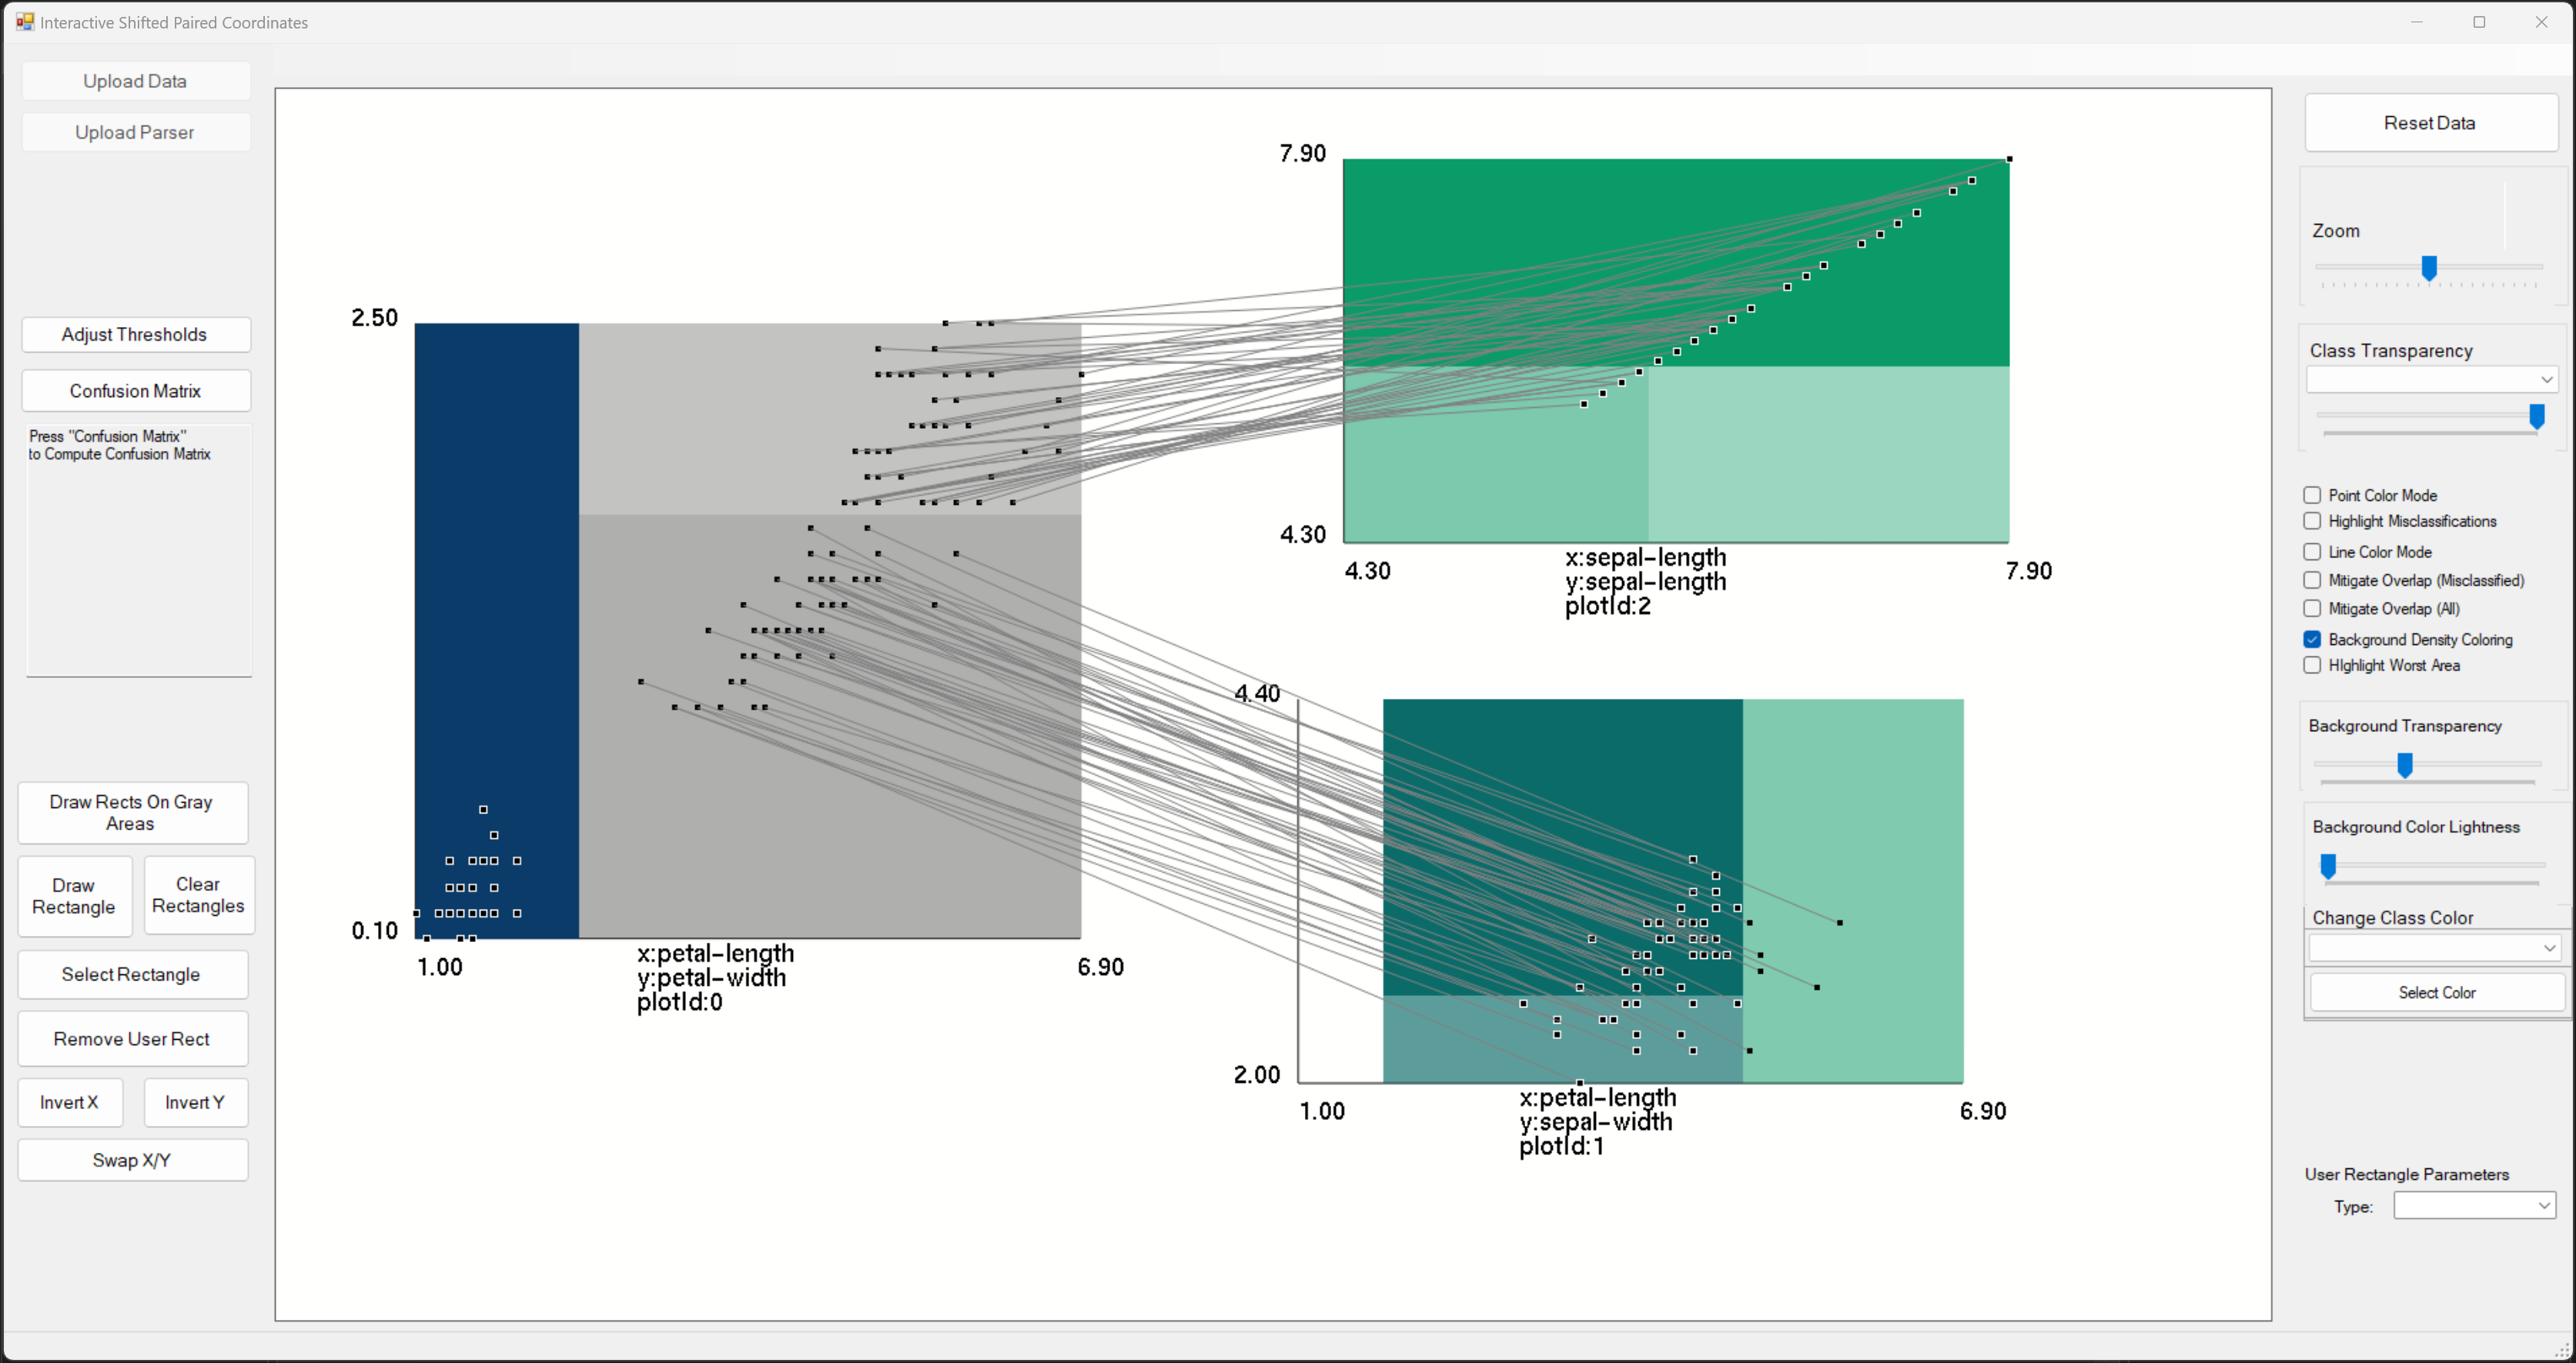 Interactive Shifted Paired Coordinates
Upload Data
Upload Parser
Adjust Thresholds
Confusion Matrix
Press "Confusion Matrix"
to Compute Confusion Matrix
Draw Rects On Gray
Areas
Draw
Rectangle
Clear
Rectangles
Select Rectangle
Remove User Rect
Invert X
Invert Y
Swap X/Y
2.50
0.10
1.00
6.90
x:petal-length
y:petal-width
plotId:0
7.90
4.30
4.30
7.90
x:sepal-length
y:sepal-length
plotId:2
4.40
2.00
1.00
6.90
x:petal-length
y:sepal-width
plotId:1
Reset Data
Zoom
Class Transparency
Point Color Mode
Highlight Misclassifications
Line Color Mode
Mitigate Overlap (Misclassified)
Mitigate Overlap (All)
Background Density Coloring
HIghlight Worst Area
Background Transparency
Background Color Lightness
Change Class Color
Select Color
User Rectangle Parameters
Type: